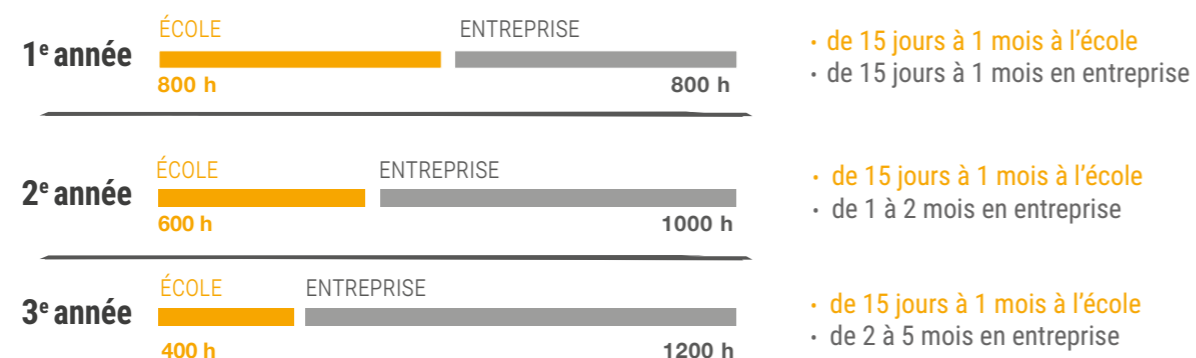 ÉCOLE ENTREPRISE
1e année
800 h 800 h
• de 15 jours à 1 mois à l’école
• de 15 jours à 1 mois en entreprise
ÉCOLE ENTREPRISE
2e année
600 h 1000 h
• de 15 jours à 1 mois à l’école
• de 1 à 2 mois en entreprise
ÉCOLE ENTREPRISE
3e année
400 h 1200 h
• de 15 jours à 1 mois à l’école
• de 2 à 5 mois en entreprise